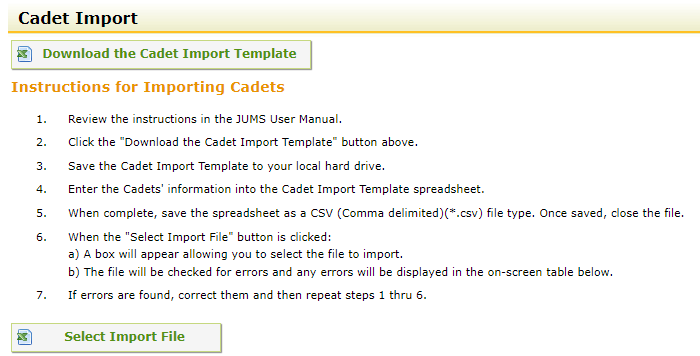 Cadet Import
Download the Cadet Import Template
Instructions for Importing Cadets
1. Review the instructions in the JUMS User Manual.
2. Click the "Download the Cadet Import Template" button above.
3. Save the Cadet Import Template to your local hard drive.
4. Enter the Cadets' information into the Cadet Import Template spreadsheet.
5. When complete, save the spreadsheet as a CSV (Comma delimited)(*.csv) file type. Once saved, close the file.
6. When the "Select Import File" button is clicked:
a) A box will appear allowing you to select the file to import.
b) The file will be checked for errors and any errors will be displayed in the on-screen table below.
7. If errors are found, correct them and then repeat steps 1 thru 6.
Select Import File